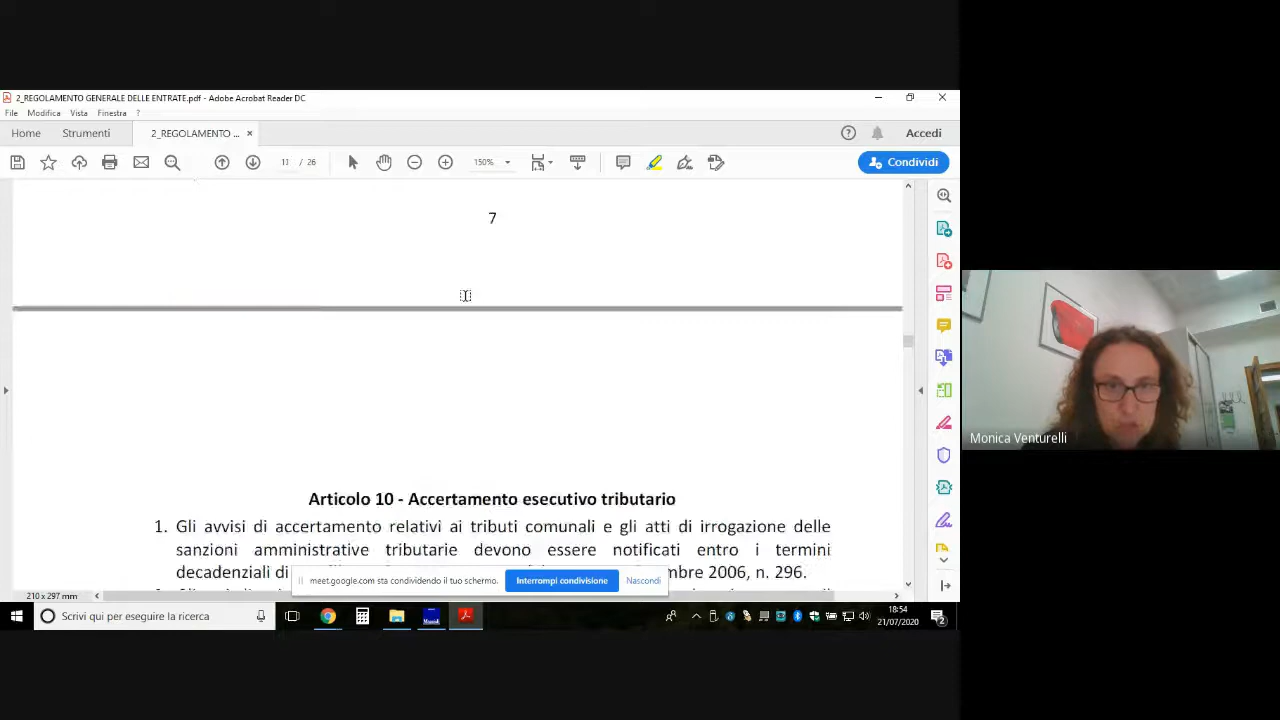 2_REGOLAMENTO GENERALE DELLE ENTRATE.pdf - Adobe Acrobat Reader DC
File Modifica Vista Finestra ?
Home Strumenti 2_REGOLAMENTO ... × Accedi
11 / 26 150% Condividi
7
Articolo 10 - Accertamento esecutivo tributario
1. Gli avvisi di accertamento relativi ai tributi comunali e gli atti di irrogazione delle
sanzioni amministrative tributarie devono essere notificati entro i termini
decadenziali di 2006, n. 296.
meet.google.com sta condividendo il tuo schermo. Interrompi condivisione Nascondi
210 x 297 mm
Scrivi qui per eseguire la ricerca
18:54
21/07/2020
2
Monica Venturelli